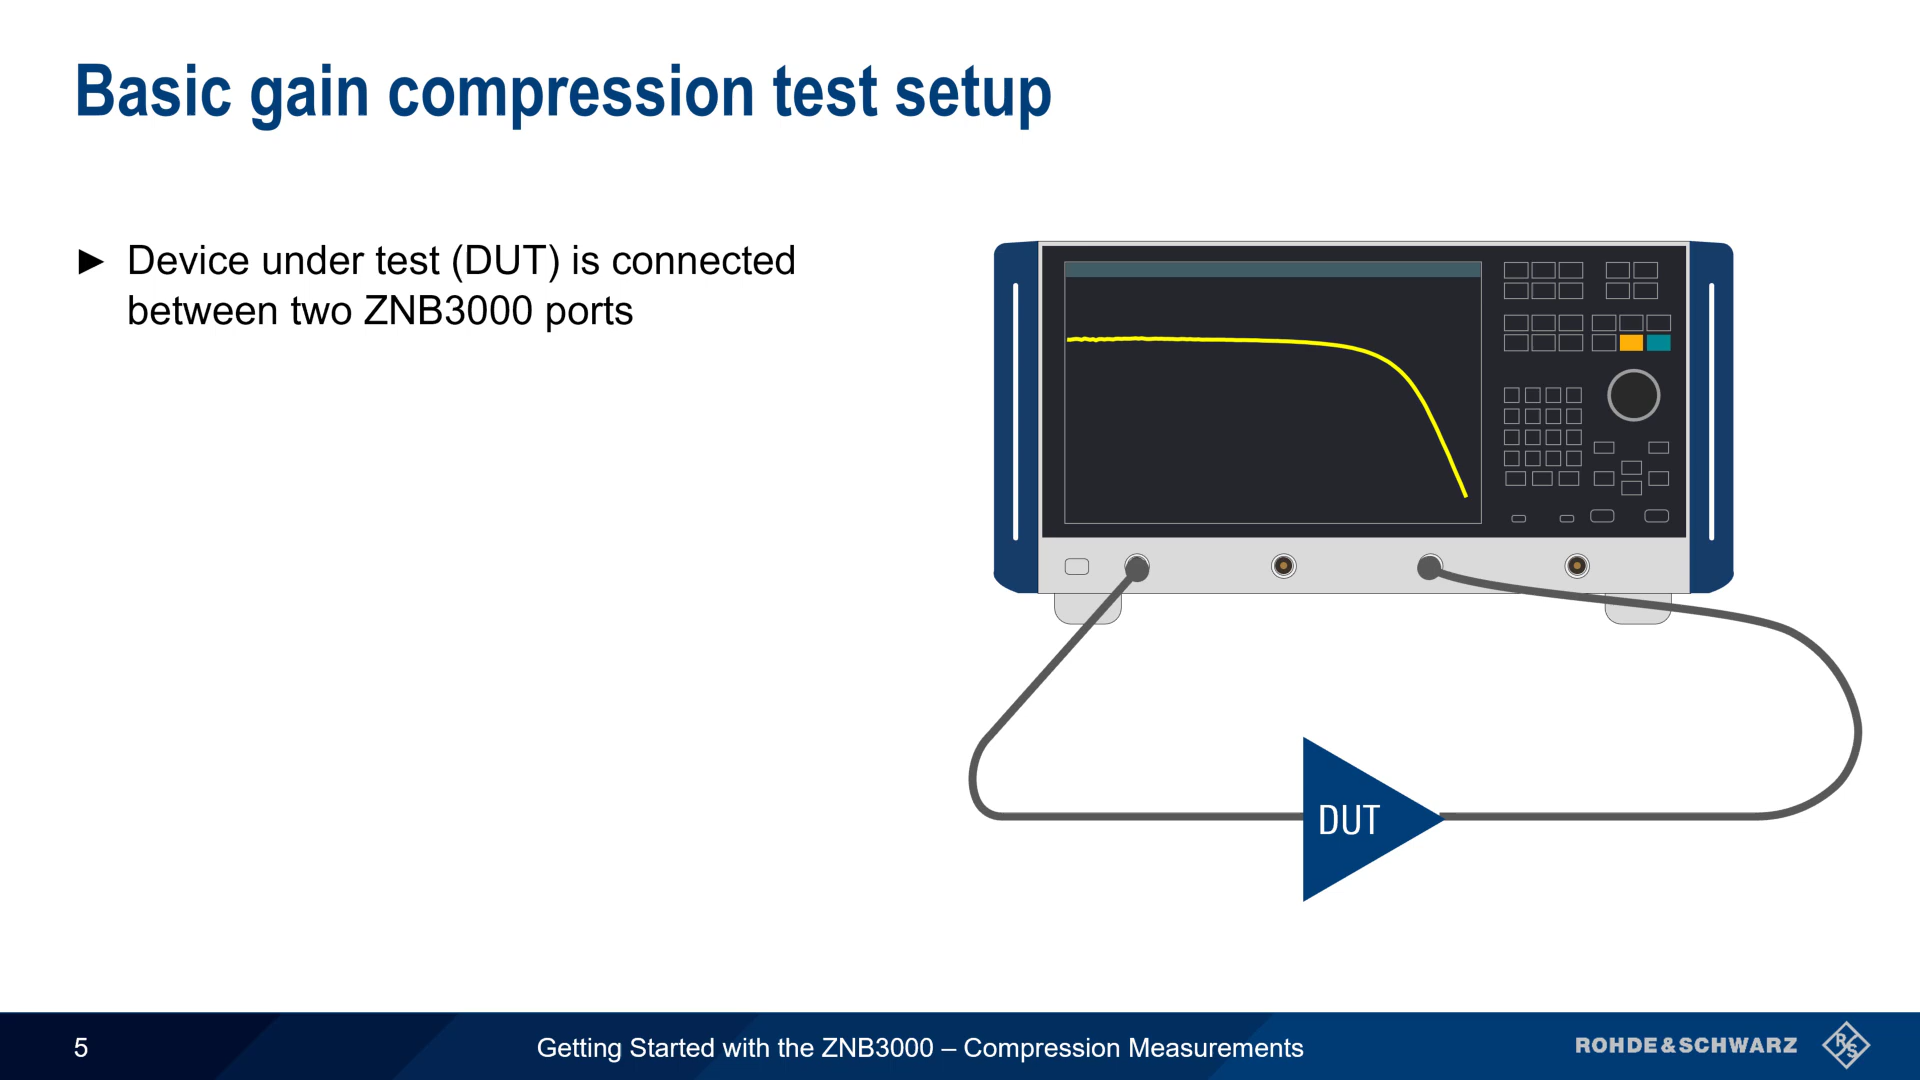 Basic gain compression test setup
► Device under test (DUT) is connected
between two ZNB3000 ports
DUT
5
Getting Started with the ZNB3000 – Compression Measurements
ROHDE&SCHWARZ
R&S